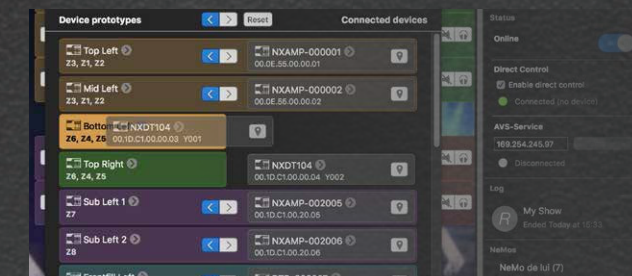 Device prototypes
Reset
Connected devices
Top Left
Z3, Z1, Z2
NXAMP-000001
00.0E.55.00.00.01
Mid Left
Z3, Z1, Z2
NXAMP-000002
00.0E.55.00.00.02
Z6, Z4, Z5
NXDT104
00.1D.C1.00.00.03 Y001
Top Right
Z6, Z4, Z5
NXDT104
00.1D.C1.00.00.04 Y002
Sub Left 1
Z7
NXAMP-002005
00.1D.C1.00.20.05
Sub Left 2
Z8
NXAMP-002006
00.1D.C1.00.20.06
Status
Online
Direct Control
Enable direct control
Connected (no device)
AVS-Service
169.254.245.97
Disconnected
Log
R
My Show
Ended Today at
NeMos
NeMo de lui (7)